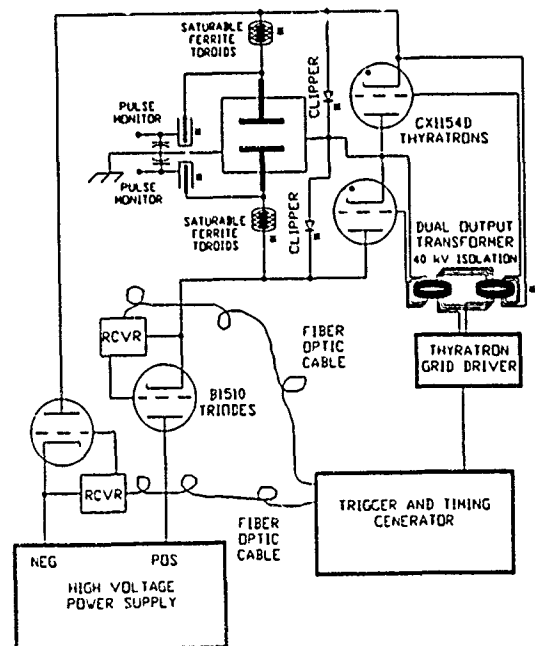 SATURABLE
FERRITE
TOROIDS
CLIPPER
PULSE
MONITOR
CX1154D
THYRATRONS
PULSE
MONITOR
SATURABLE
FERRITE
TOROIDS
CLIPPER
DUAL OUTPUT
TRANSFORMER
40 kV ISOLATION
RCVR
FIBER
OPTIC
CABLE
THYRATRON
GRID DRIVER
B1510
TRIODES
RCVR
FIBER
OPTIC
CABLE
TRIGGER AND TIMING
GENERATOR
NEG
POS
HIGH VOLTAGE
POWER SUPPLY